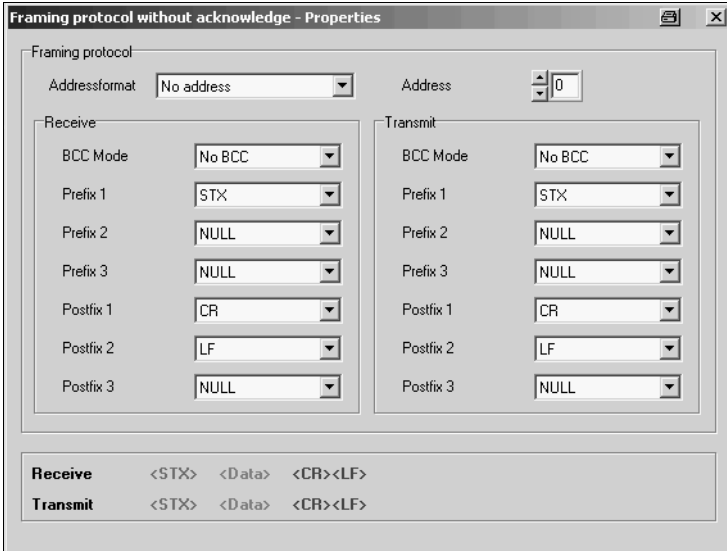 Framing protocol without acknowledge - Properties
Framing protocol
Addressformat No address Address 0
Receive Transmit
BCC Mode No BCC BCC Mode No BCC
Prefix 1 STX Prefix 1 STX
Prefix 2 NULL Prefix 2 NULL
Prefix 3 NULL Prefix 3 NULL
Postfix 1 CR Postfix 1 CR
Postfix 2 LF Postfix 2 LF
Postfix 3 NULL Postfix 3 NULL
Receive <STX> <Data> <CR><LF>
Transmit <STX> <Data> <CR><LF>